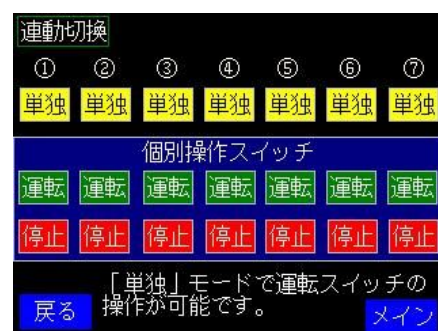 連動切換
① ② ③ ④ ⑤ ⑥ ⑦
単独 単独 単独 単独 単独 単独 単独
個別操作スイッチ
運転 運転 運転 運転 運転 運転 運転
停止 停止 停止 停止 停止 停止 停止
「単独」モードで運転スイッチの
操作が可能です。
戻る メイン